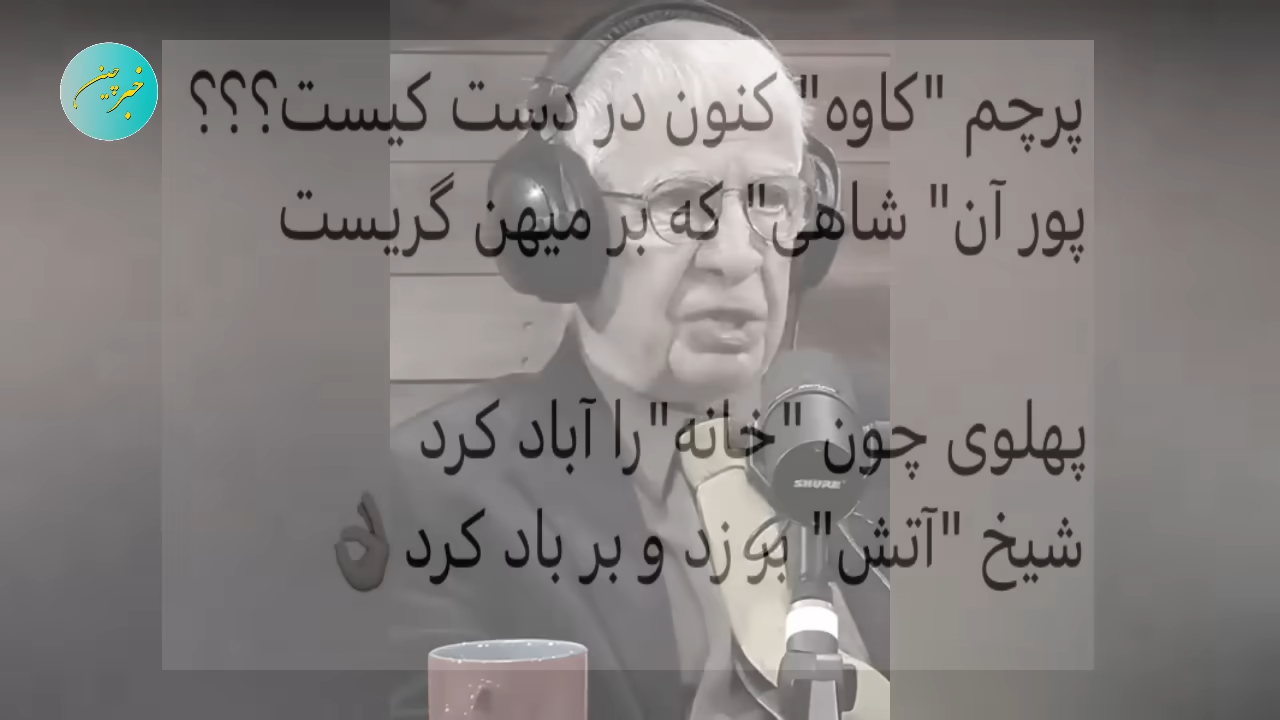 خبرچین
پرچم "کاوه" کنون در دست کیست؟؟؟
پور آن" شاهی" که بر میهن گریست
پهلوی چون "خانه"را آباد کرد
شیخ "آتش" بر زد و بر باد کرد👌🏿
SHURE